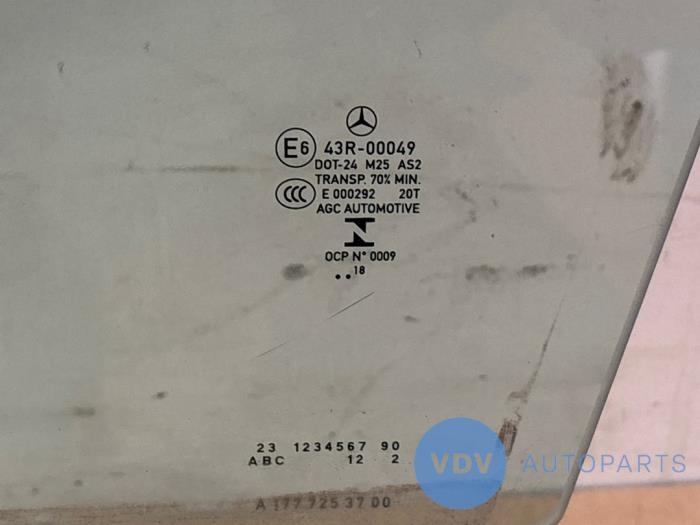 E6 43R-00049
DOT-24 M25 AS2
TRANSP. 70% MIN.
CCC E 000292 20T
AGC AUTOMOTIVE
N
OCP N° 0009
..18
23 1234567 90
ABC 12 2
VDV AUTOPARTS
A 177 725 37 00